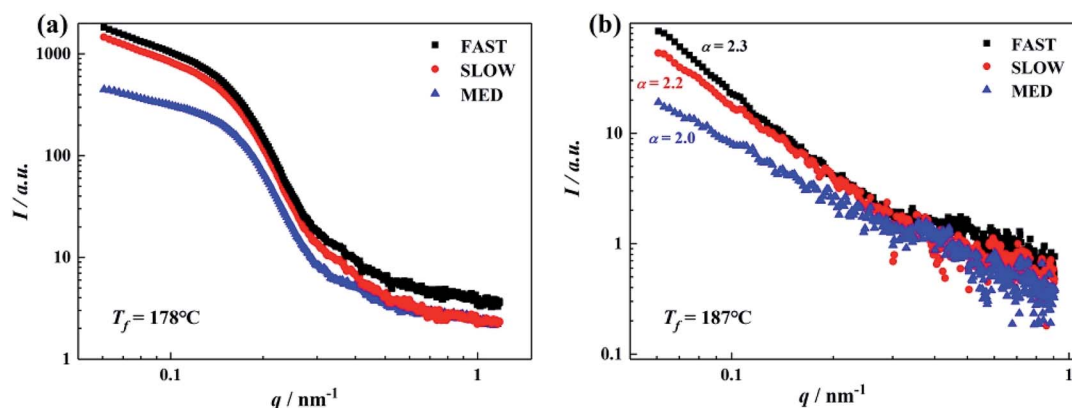 (a)
FAST
SLOW
MED
1000
100
10
1
I / a.u.
T_f = 178°C
0.1
1
q / nm⁻¹
(b)
α = 2.3
α = 2.2
α = 2.0
FAST
SLOW
MED
10
1
0.1
I / a.u.
T_f = 187°C
0.1
1
q / nm⁻¹